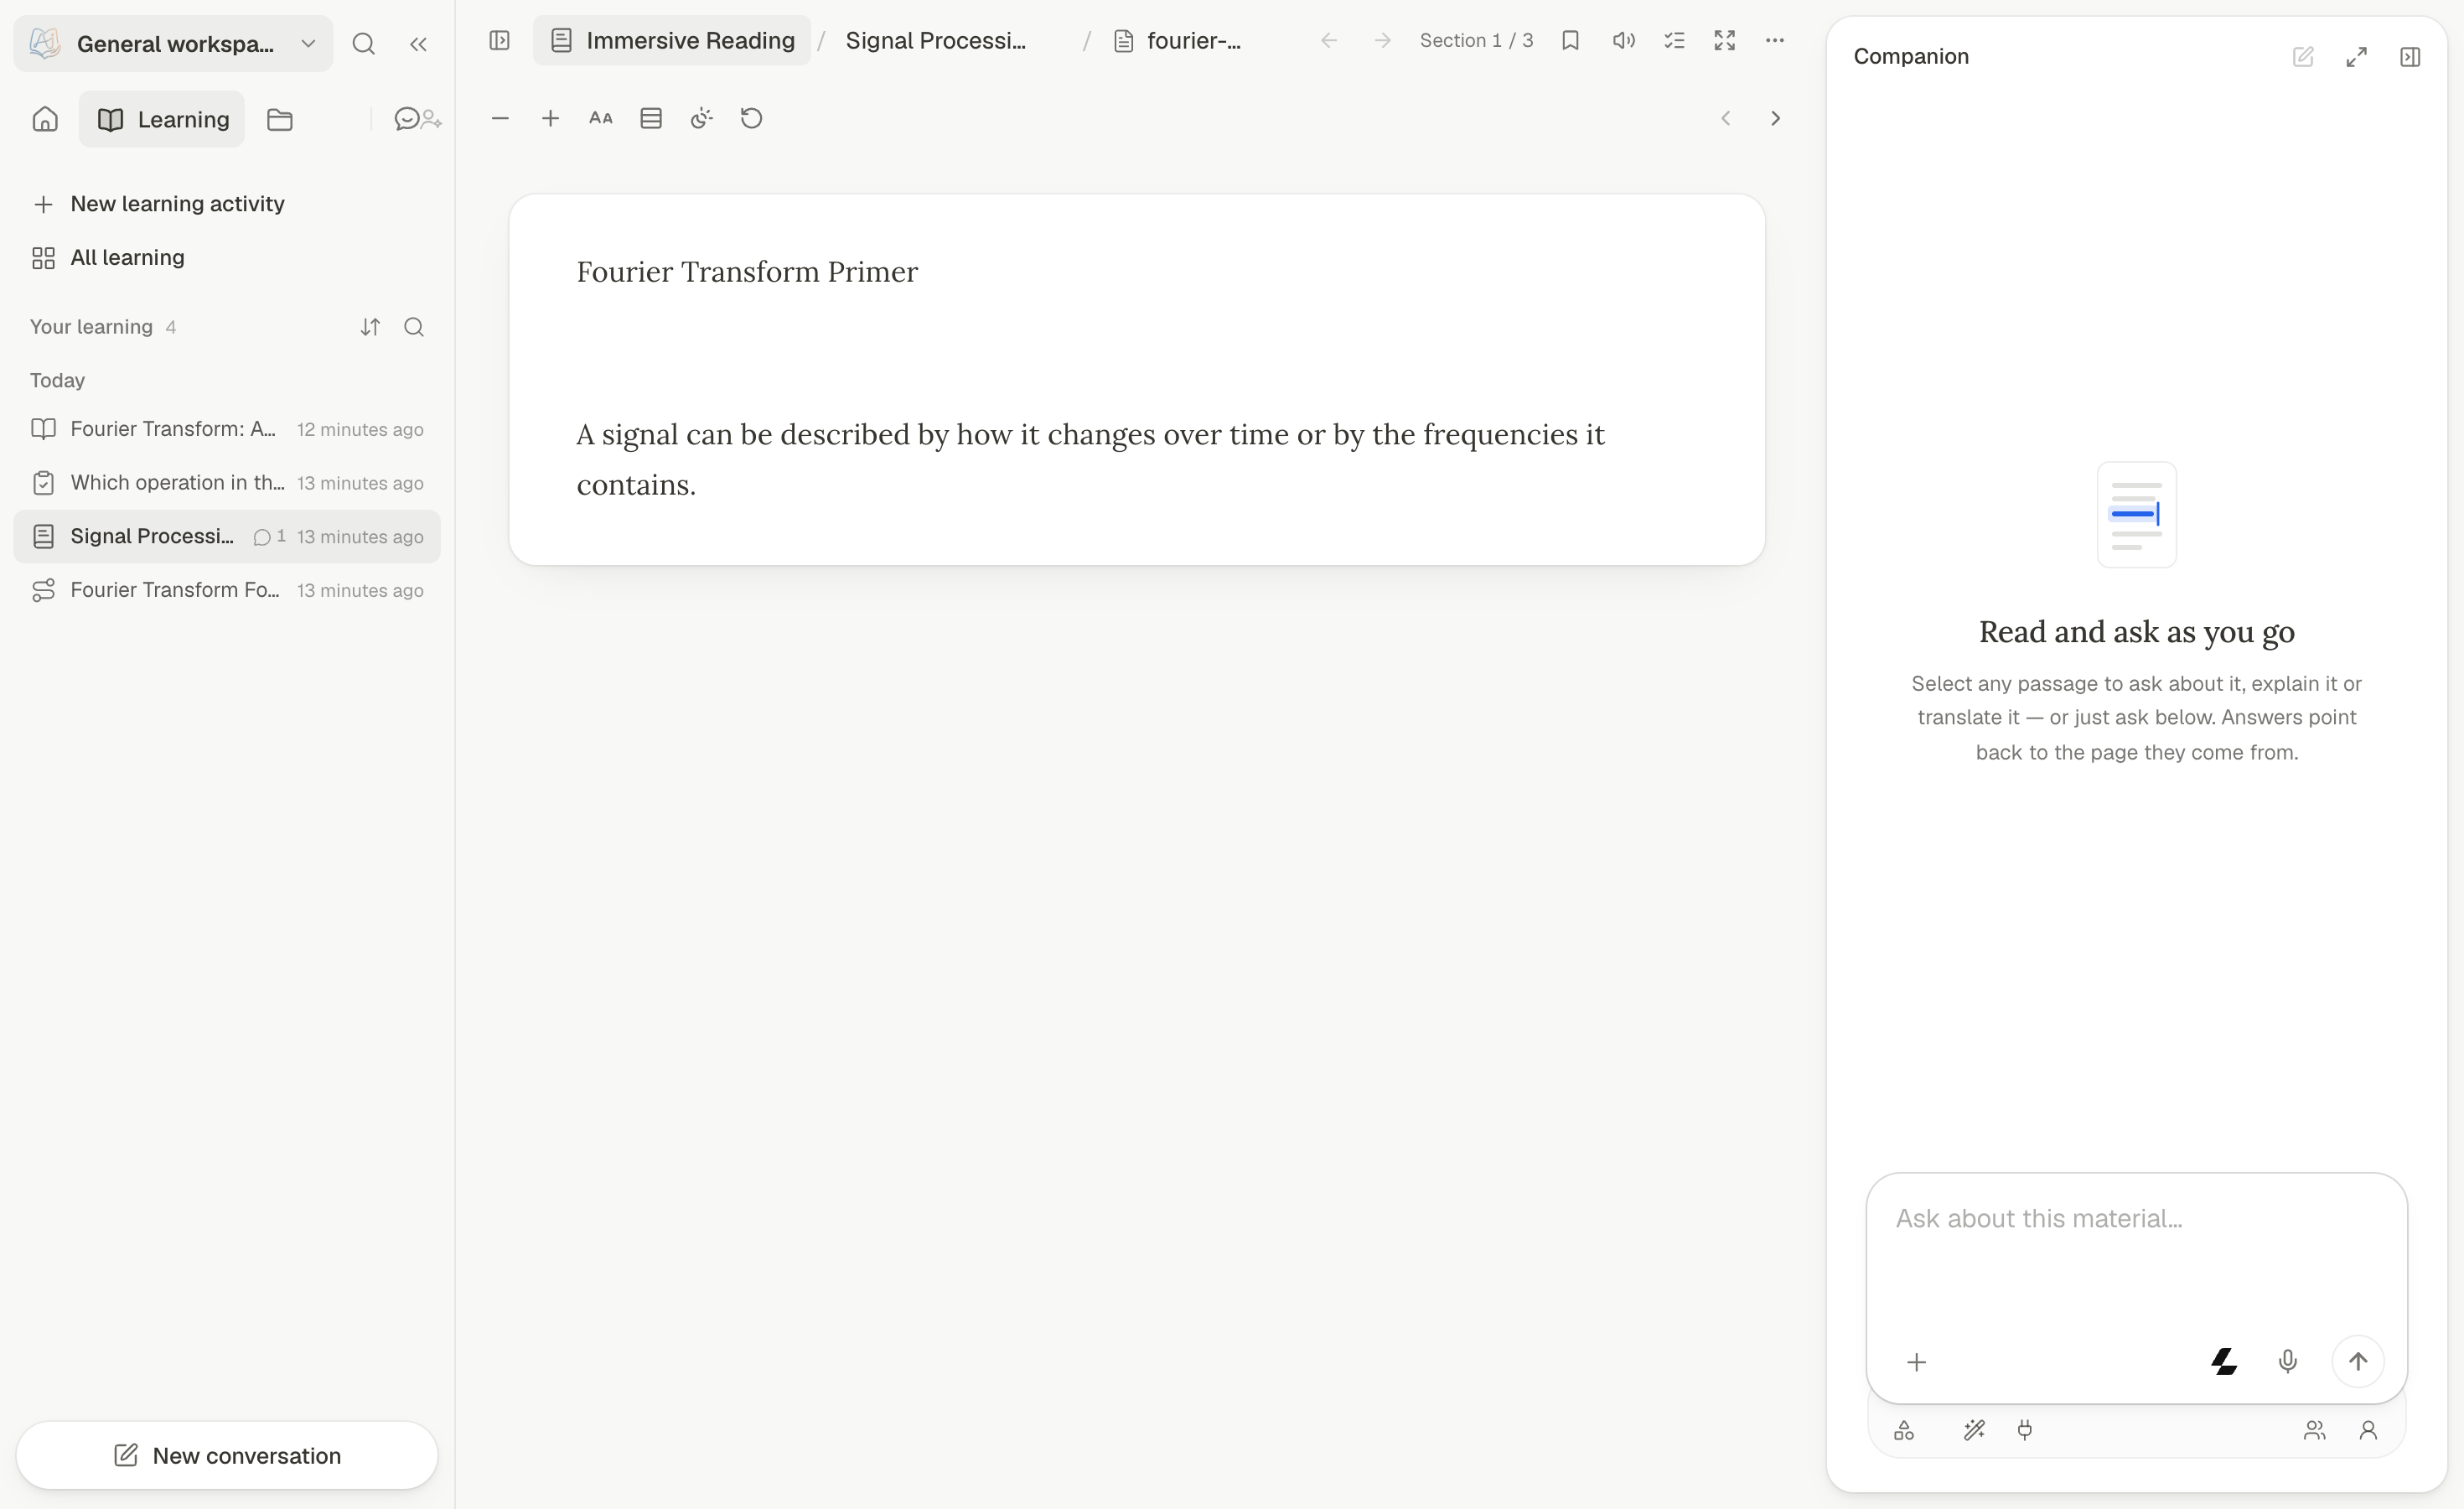 General workspa...
Learning
New learning activity
All learning
Your learning 4
Today
Fourier Transform: A... 12 minutes ago
Which operation in th... 13 minutes ago
Signal Processi... 1 13 minutes ago
Fourier Transform Fo... 13 minutes ago
New conversation
Immersive Reading / Signal Processi... / fourier-...
Section 1 / 3
AA
Fourier Transform Primer
A signal can be described by how it changes over time or by the frequencies it
contains.
Companion
Read and ask as you go
Select any passage to ask about it, explain it or
translate it — or just ask below. Answers point
back to the page they come from.
Ask about this material...